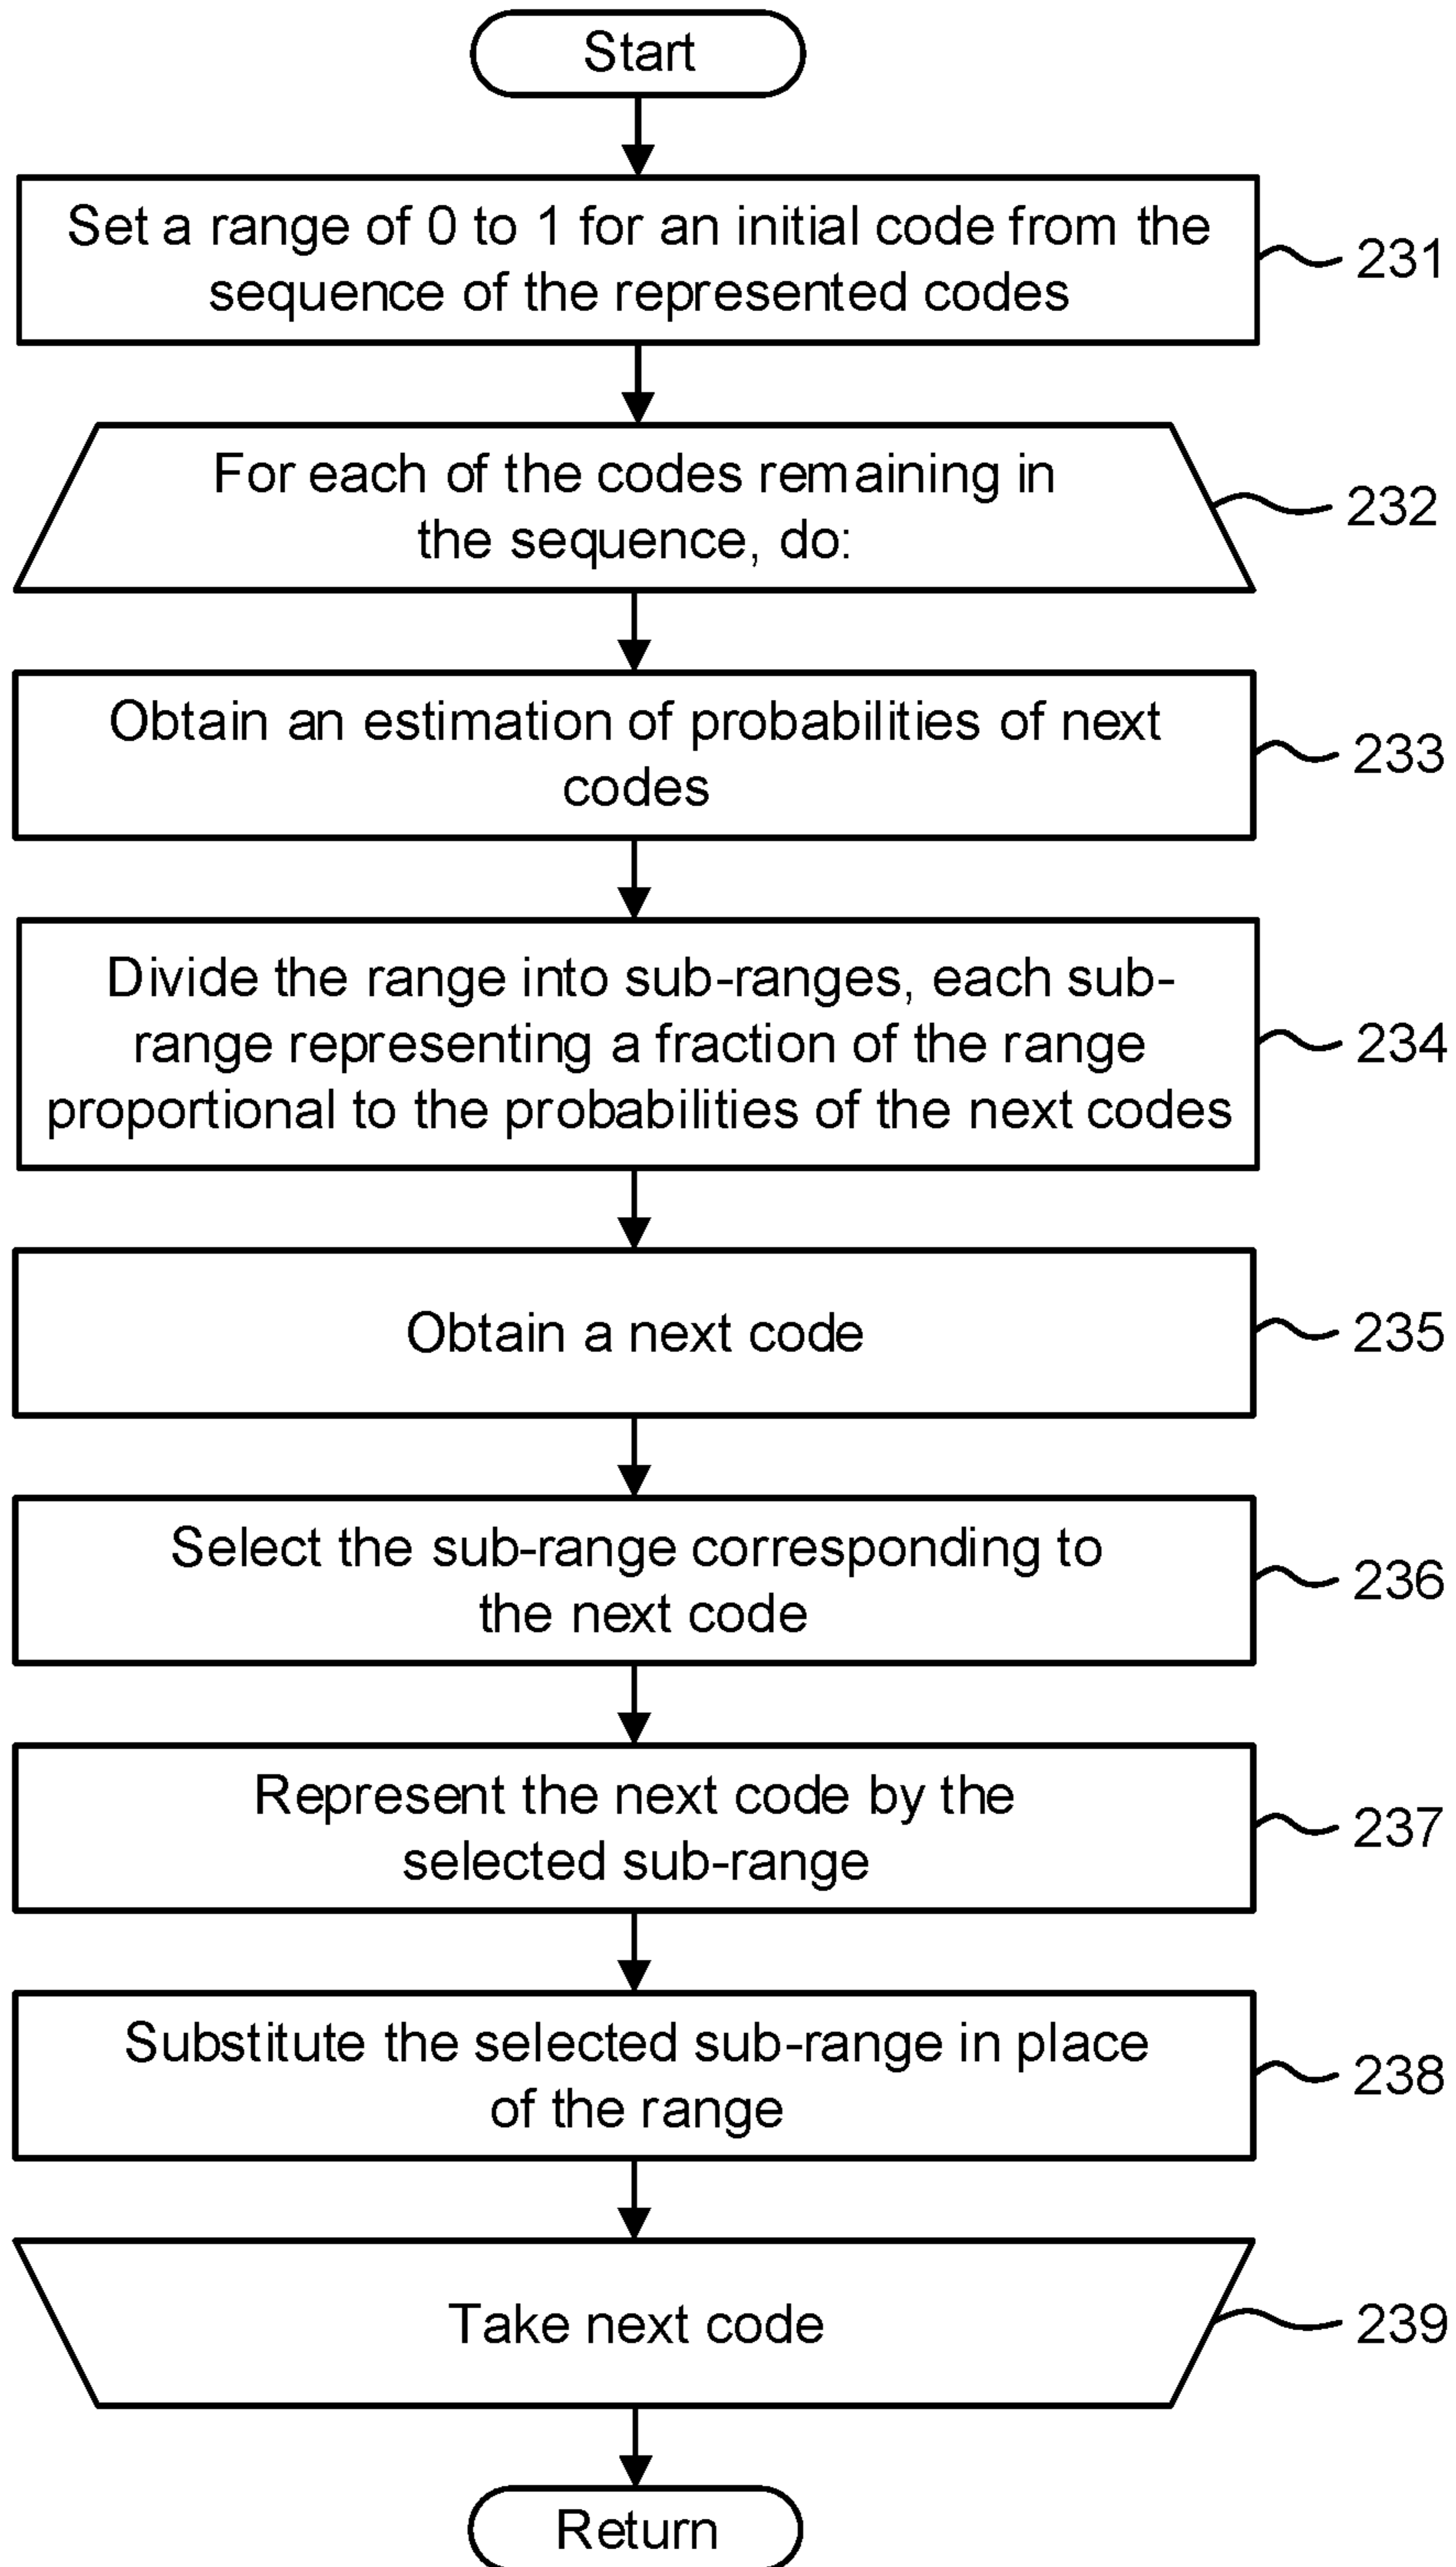 Start
Set a range of 0 to 1 for an initial code from the
sequence of the represented codes
231
For each of the codes remaining in
the sequence, do:
232
Obtain an estimation of probabilities of next
codes
233
Divide the range into sub-ranges, each sub-
range representing a fraction of the range
proportional to the probabilities of the next codes
234
Obtain a next code
235
Select the sub-range corresponding to
the next code
236
Represent the next code by the
selected sub-range
237
Substitute the selected sub-range in place
of the range
238
Take next code
239
Return